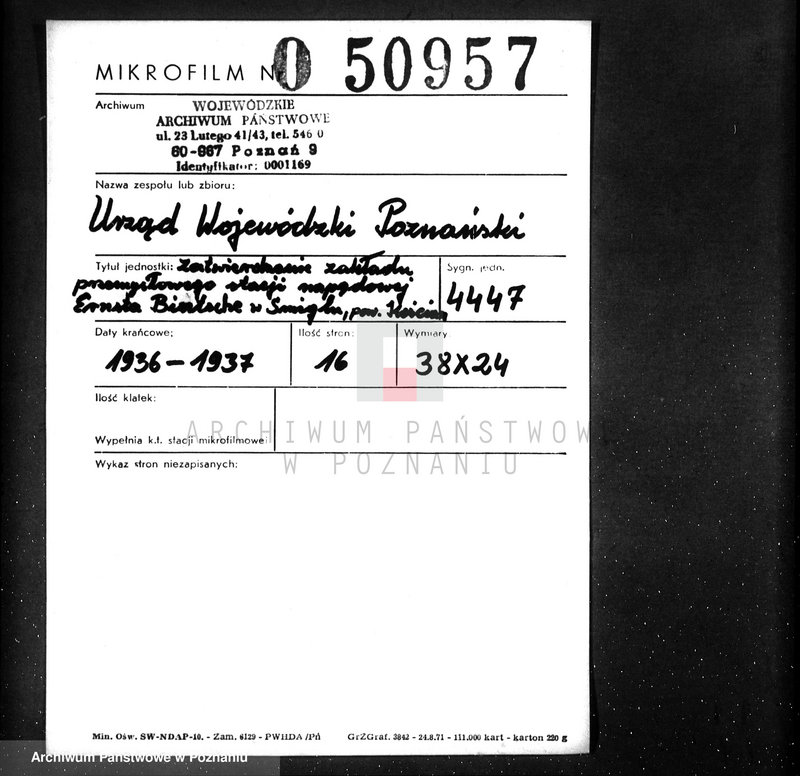 MIKROFILM N O 50957
Archiwum
WOJEWÓDZKIE
ARCHIWUM PAŃSTWOWE
ul. 23 Lutego 41/43, tel. 546 0
60-967 Poznań 9
Identyfikator: 0001169
Nazwa zespołu lub zbioru:
Urząd Wojewódzki Poznański
Tytuł jednostki: Zatwierdzenie zakładu
przemysłowego stacji napędowej
Ernsta Bintsche w Śmiglu, pow. Kościan
Sygn. jedn.
4447
Daty krańcowe:
1936-1937
Ilość stron:
16
Wymiary
38X24
Ilość klatek:
Wypełnia k.t. stacji mikrofilmowej
ARCHIWUM PAŃSTWOWE
W POZNANIU
Wykaz stron niezapisanych:
Min. Ośw. SW-NDAP-10. - Zam. 6129 - PWHDA /Pń GrZGraf. 3842 - 24.8.71 - 111.000 kart - karton 220 g
Archiwum Państwowe w Poznaniu